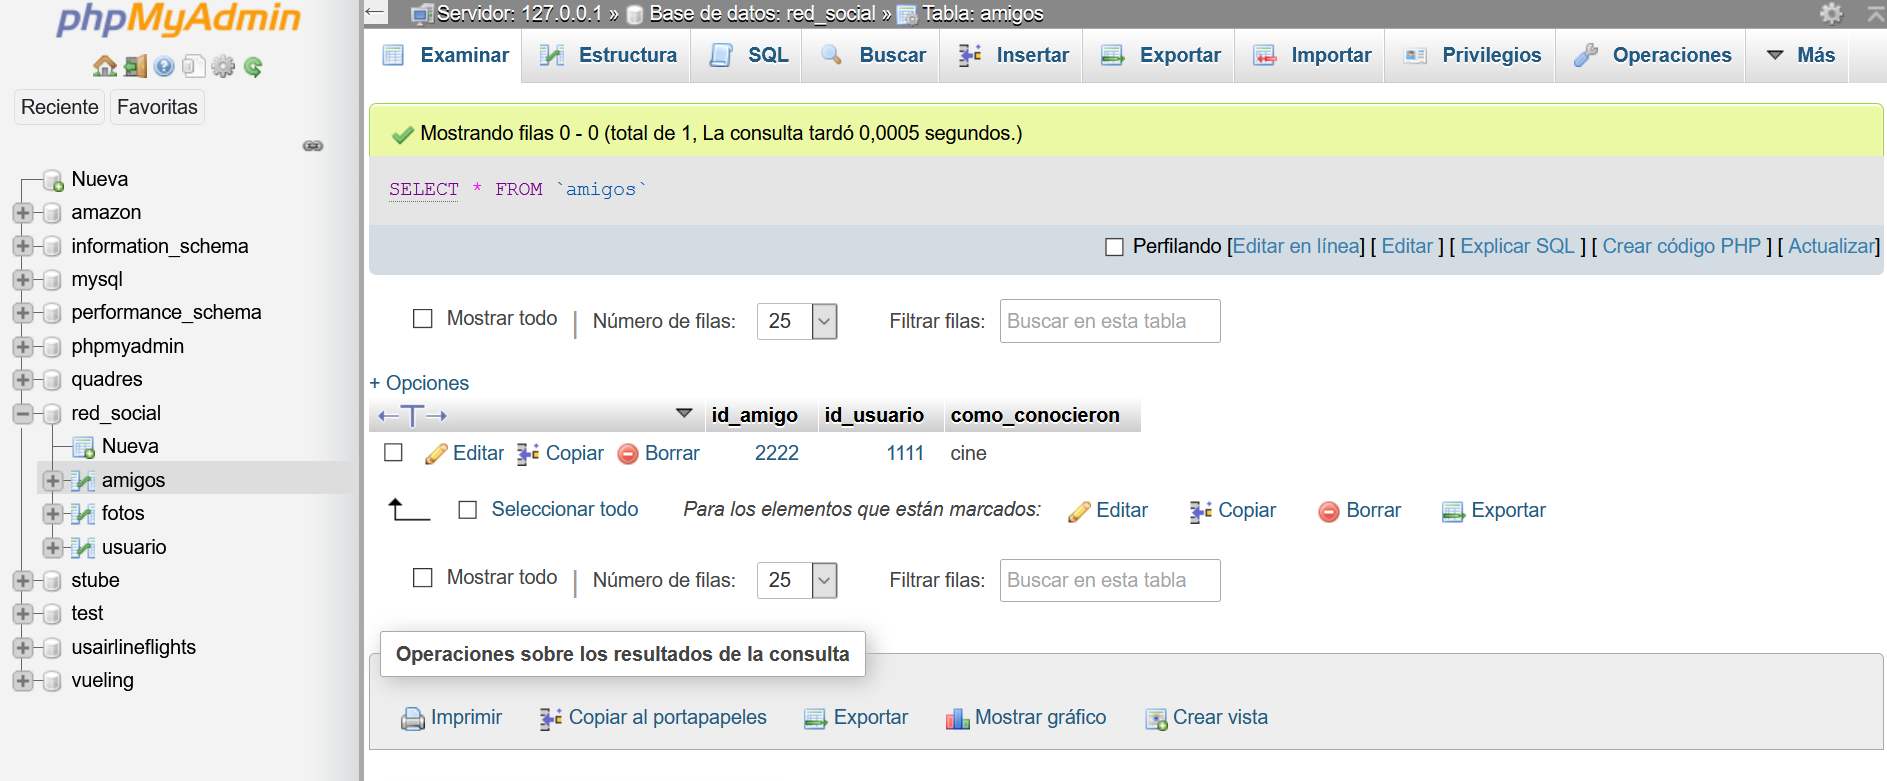 phpMyAdmin
Reciente Favoritas
Nueva
amazon
information_schema
mysql
performance_schema
phpmyadmin
quadres
red_social
Nueva
amigos
fotos
usuario
stube
test
usairlineflights
vueling
Servidor: 127.0.0.1 » Base de datos: red_social » Tabla: amigos
Examinar Estructura SQL Buscar Insertar Exportar Importar Privilegios Operaciones Más
Mostrando filas 0 - 0 (total de 1, La consulta tardó 0,0005 segundos.)
SELECT * FROM `amigos`
Perfilando [Editar en línea] [ Editar ] [ Explicar SQL ] [ Crear código PHP ] [ Actualizar]
Mostrar todo | Número de filas: 25 Filtrar filas: Buscar en esta tabla
+ Opciones
←T→ id_amigo id_usuario como_conocieron
Editar Copiar Borrar 2222 1111 cine
Seleccionar todo Para los elementos que están marcados: Editar Copiar Borrar Exportar
Mostrar todo | Número de filas: 25 Filtrar filas: Buscar en esta tabla
Operaciones sobre los resultados de la consulta
Imprimir Copiar al portapapeles Exportar Mostrar gráfico Crear vista